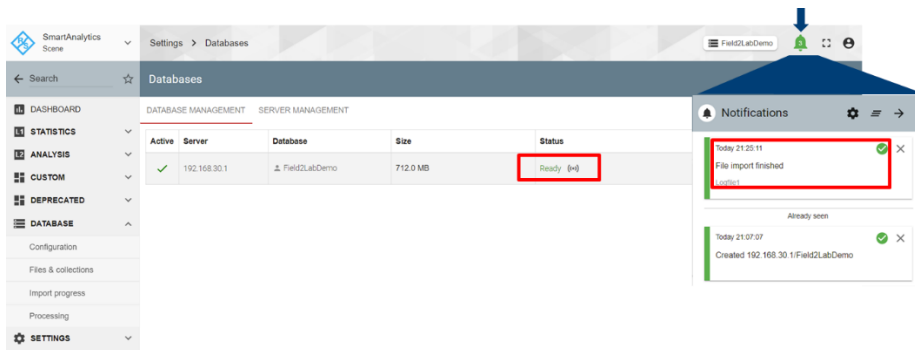 SmartAnalytics
Scene
Settings > Databases
Field2LabDemo
Search
Databases
DASHBOARD
STATISTICS
ANALYSIS
CUSTOM
DEPRECATED
DATABASE
Configuration
Files & collections
Import progress
Processing
SETTINGS
DATABASE MANAGEMENT SERVER MANAGEMENT
Active Server Database Size Status
192.168.30.1 Field2LabDemo 712.0 MB Ready
Notifications
Today 21:25:11
File import finished
Logfile1
Already seen
Today 21:07:07
Created 192.168.30.1/Field2LabDemo